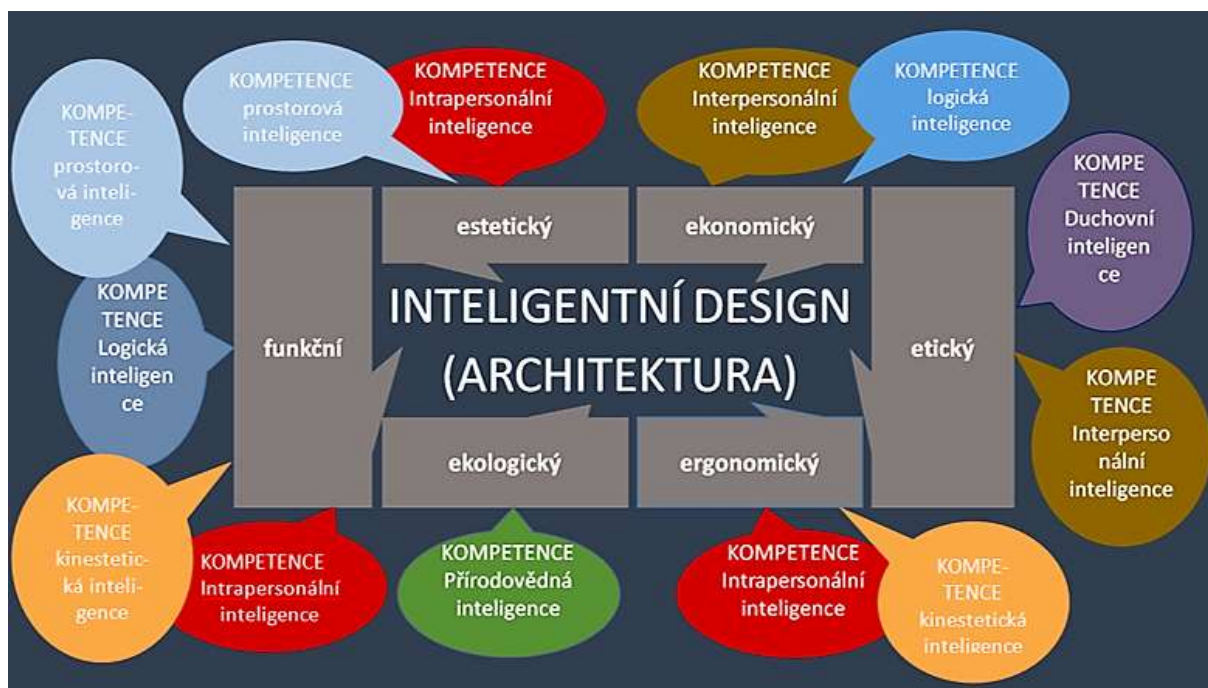 KOMPETENCE
prostorová
inteligence
KOMPETENCE
Intrapersonální
inteligence
KOMPETENCE
Interpersonální
inteligence
KOMPETENCE
logická
inteligence
KOMPE-
TENCE
prostoro-
vá inteli-
gence
KOMPE
TENCE
Duchovní
inteligen
ce
estetický
ekonomický
KOMPE
TENCE
Logická
inteligen
ce
funkční
INTELIGENTNÍ DESIGN
(ARCHITEKTURA)
etický
KOMPE
TENCE
Interperso
nální
inteligence
ekologický
ergonomický
KOMPE-
TENCE
kinestetic-
ká inteli-
gence
KOMPETENCE
Intrapersonální
inteligence
KOMPETENCE
Přírodovědná
inteligence
KOMPETENCE
Intrapersonální
inteligence
KOMPE-
TENCE
kinestetická
inteligence